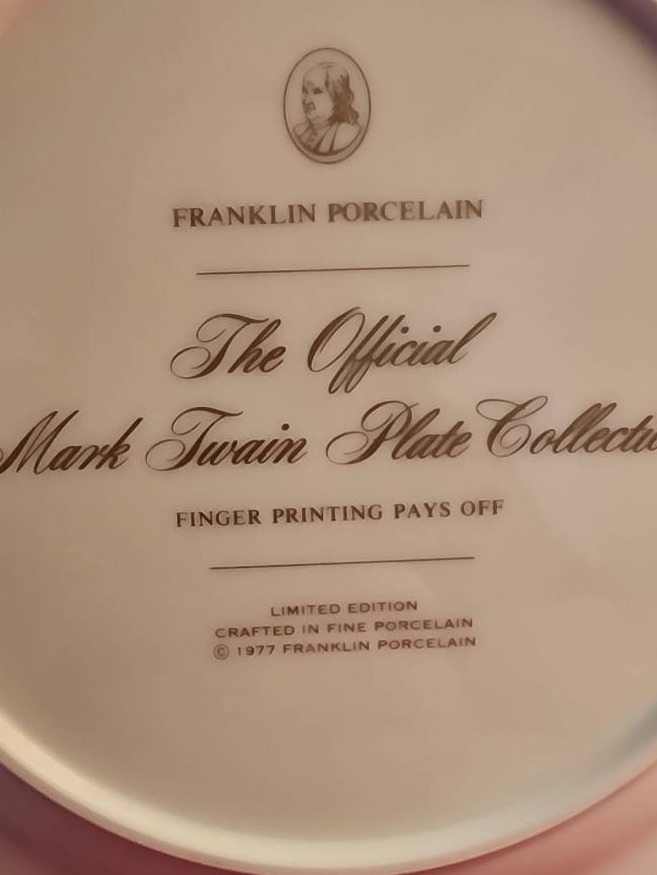 FRANKLIN PORCELAIN
The Official
Mark Twain Plate Collecti
FINGER PRINTING PAYS OFF
LIMITED EDITION
CRAFTED IN FINE PORCELAIN
© 1977 FRANKLIN PORCELAIN